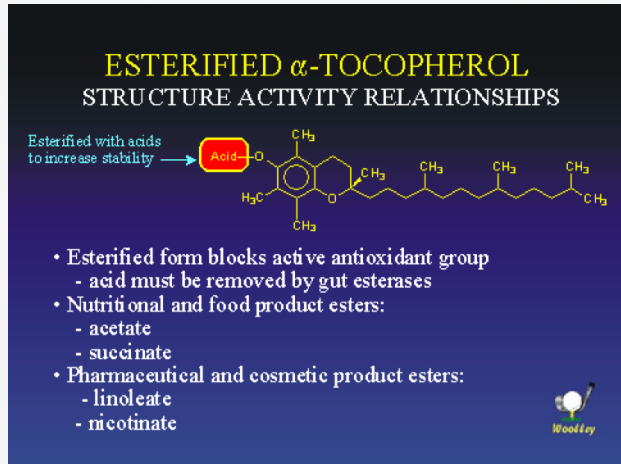 ESTERIFIED α-TOCOPHEROL
STRUCTURE ACTIVITY RELATIONSHIPS
Esterified with acids
to increase stability
Acid
O
CH₃
CH₃
CH₃
CH₃
CH₃
H₃C
O
CH₃
CH₃
• Esterified form blocks active antioxidant group
- acid must be removed by gut esterases
• Nutritional and food product esters:
- acetate
- succinate
• Pharmaceutical and cosmetic product esters:
- linoleate
- nicotinate
Woodley